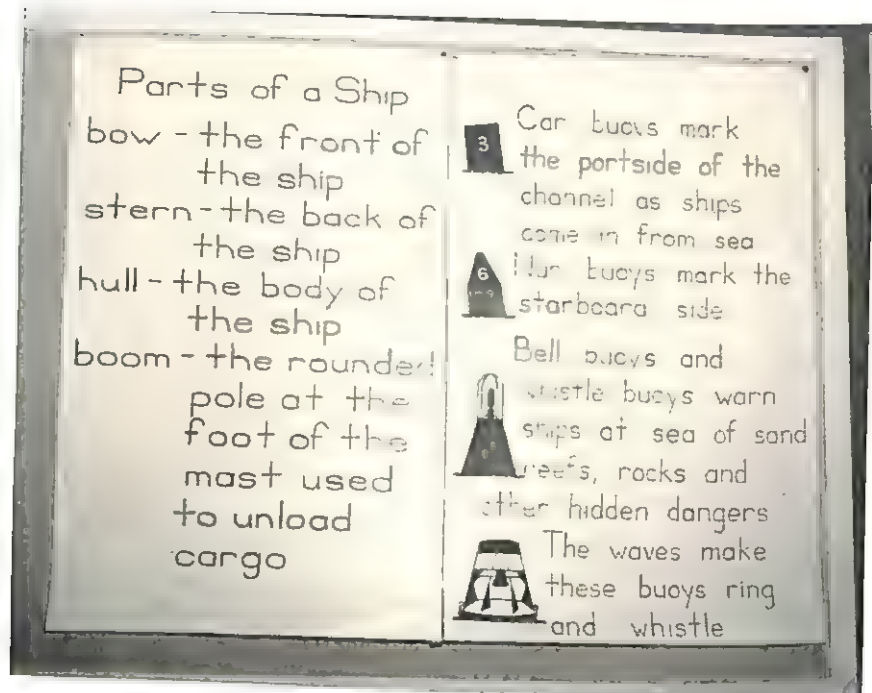 Parts of a Ship
bow - the front of
the ship
stern - the back of
the ship
hull - the body of
the ship
boom - the rounded
pole at the
foot of the
mast used
to unload
cargo
3
Can buoys mark
the portside of the
channel as ships
come in from sea
6
Nun buoys mark the
starboard side
Bell buoys and
whistle buoys warn
ships at sea of sand
reefs, rocks and
other hidden dangers
The waves make
these buoys ring
and whistle